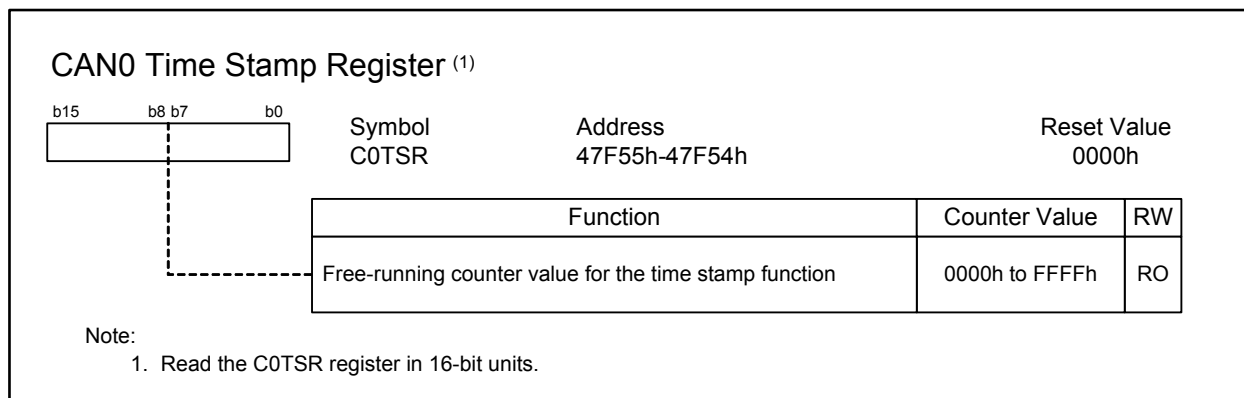 CAN0 Time Stamp Register (1)
b15 b8 b7 b0
Symbol Address Reset Value
C0TSR 47F55h-47F54h 0000h
Function Counter Value RW
Free-running counter value for the time stamp function 0000h to FFFFh RO
Note:
1. Read the C0TSR register in 16-bit units.